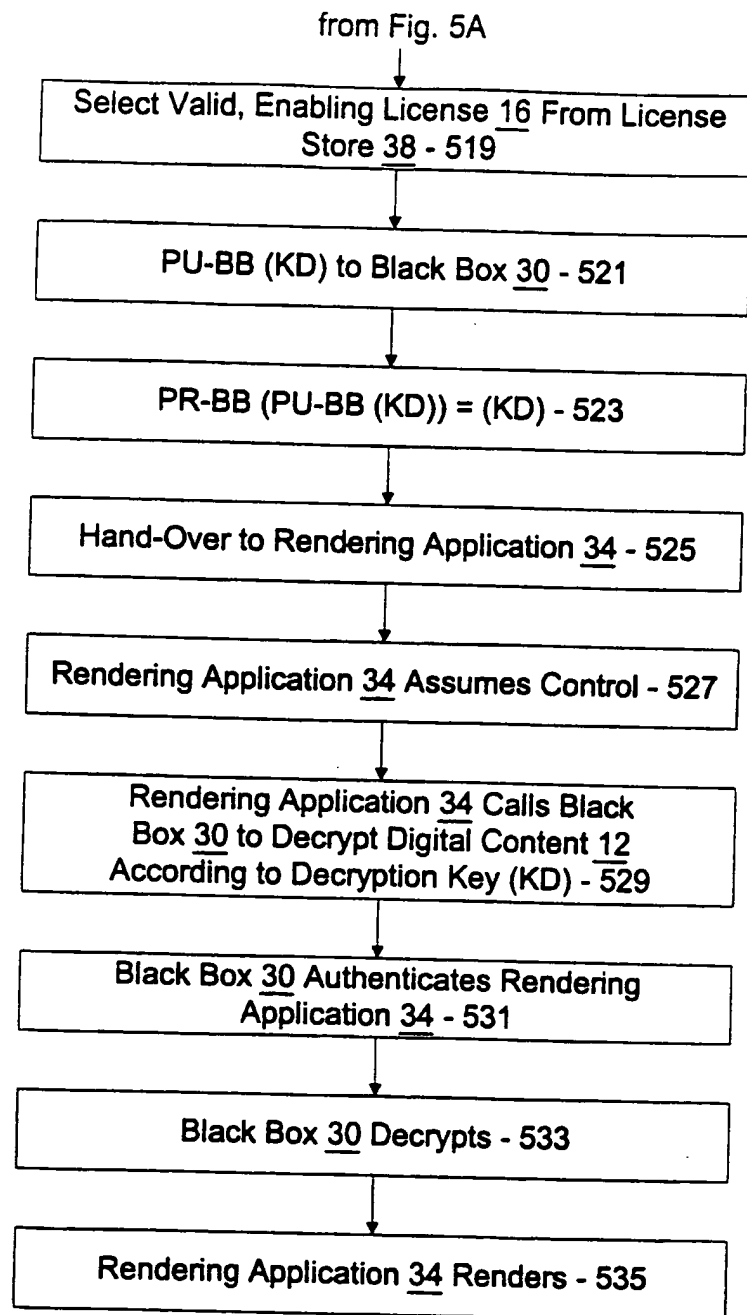 from Fig. 5A
Select Valid, Enabling License 16 From License
Store 38 - 519
PU-BB (KD) to Black Box 30 - 521
PR-BB (PU-BB (KD)) = (KD) - 523
Hand-Over to Rendering Application 34 - 525
Rendering Application 34 Assumes Control - 527
Rendering Application 34 Calls Black
Box 30 to Decrypt Digital Content 12
According to Decryption Key (KD) - 529
Black Box 30 Authenticates Rendering
Application 34 - 531
Black Box 30 Decrypts - 533
Rendering Application 34 Renders - 535